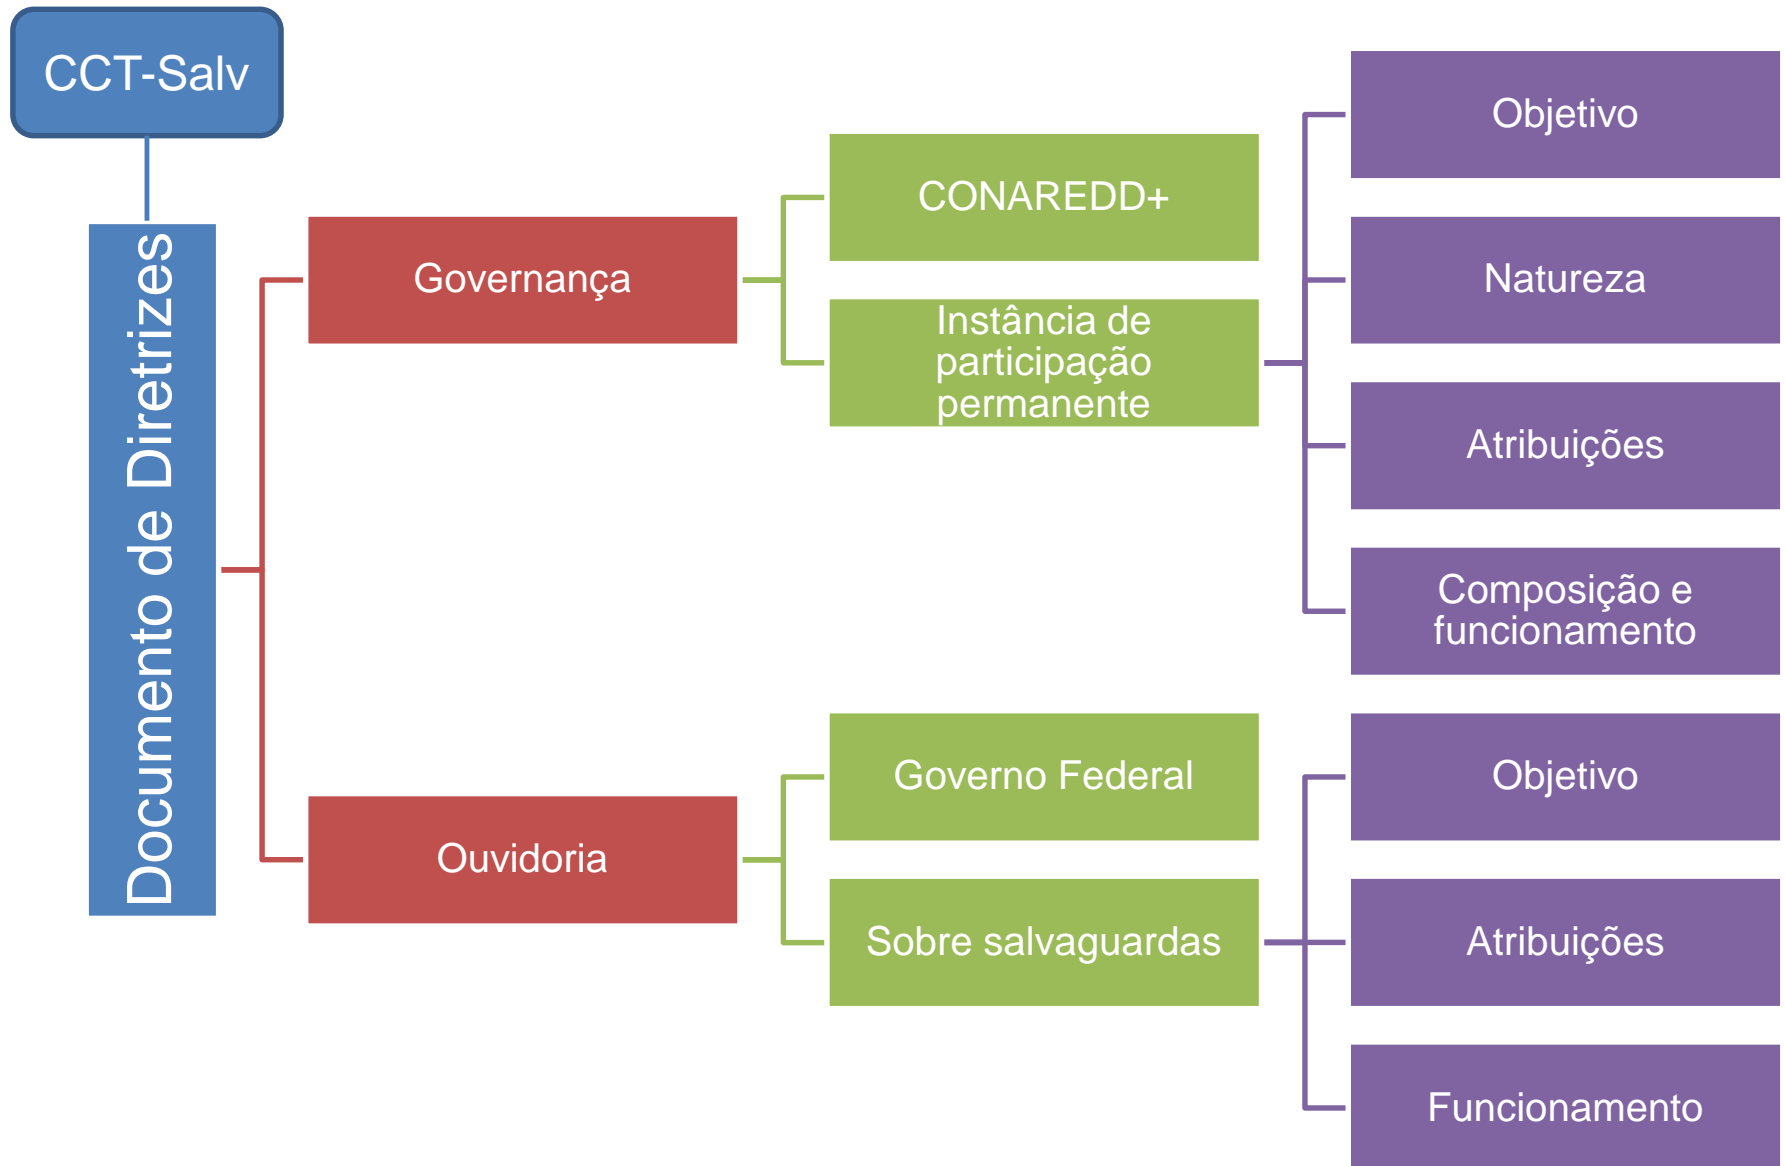 CCT-Salv
Documento de Diretrizes
Governança
CONAREDD+
Instância de
participação
permanente
Objetivo
Natureza
Atribuições
Composição e
funcionamento
Ouvidoria
Governo Federal
Sobre salvaguardas
Objetivo
Atribuições
Funcionamento